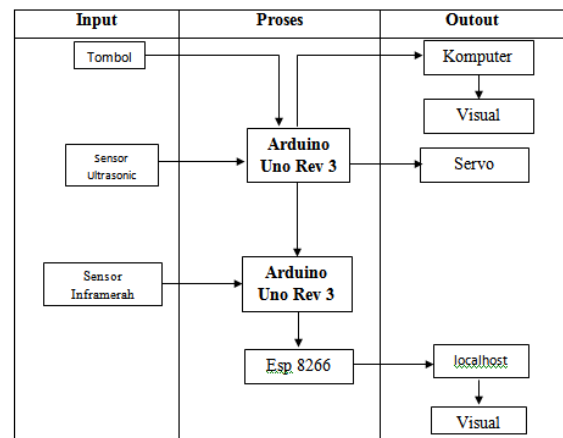 Input
Proses
Outout
Tombol
Komputer
Visual
Sensor
Ultrasonic
Arduino
Uno Rev 3
Servo
Sensor
Inframerah
Arduino
Uno Rev 3
Esp 8266
localhost
Visual